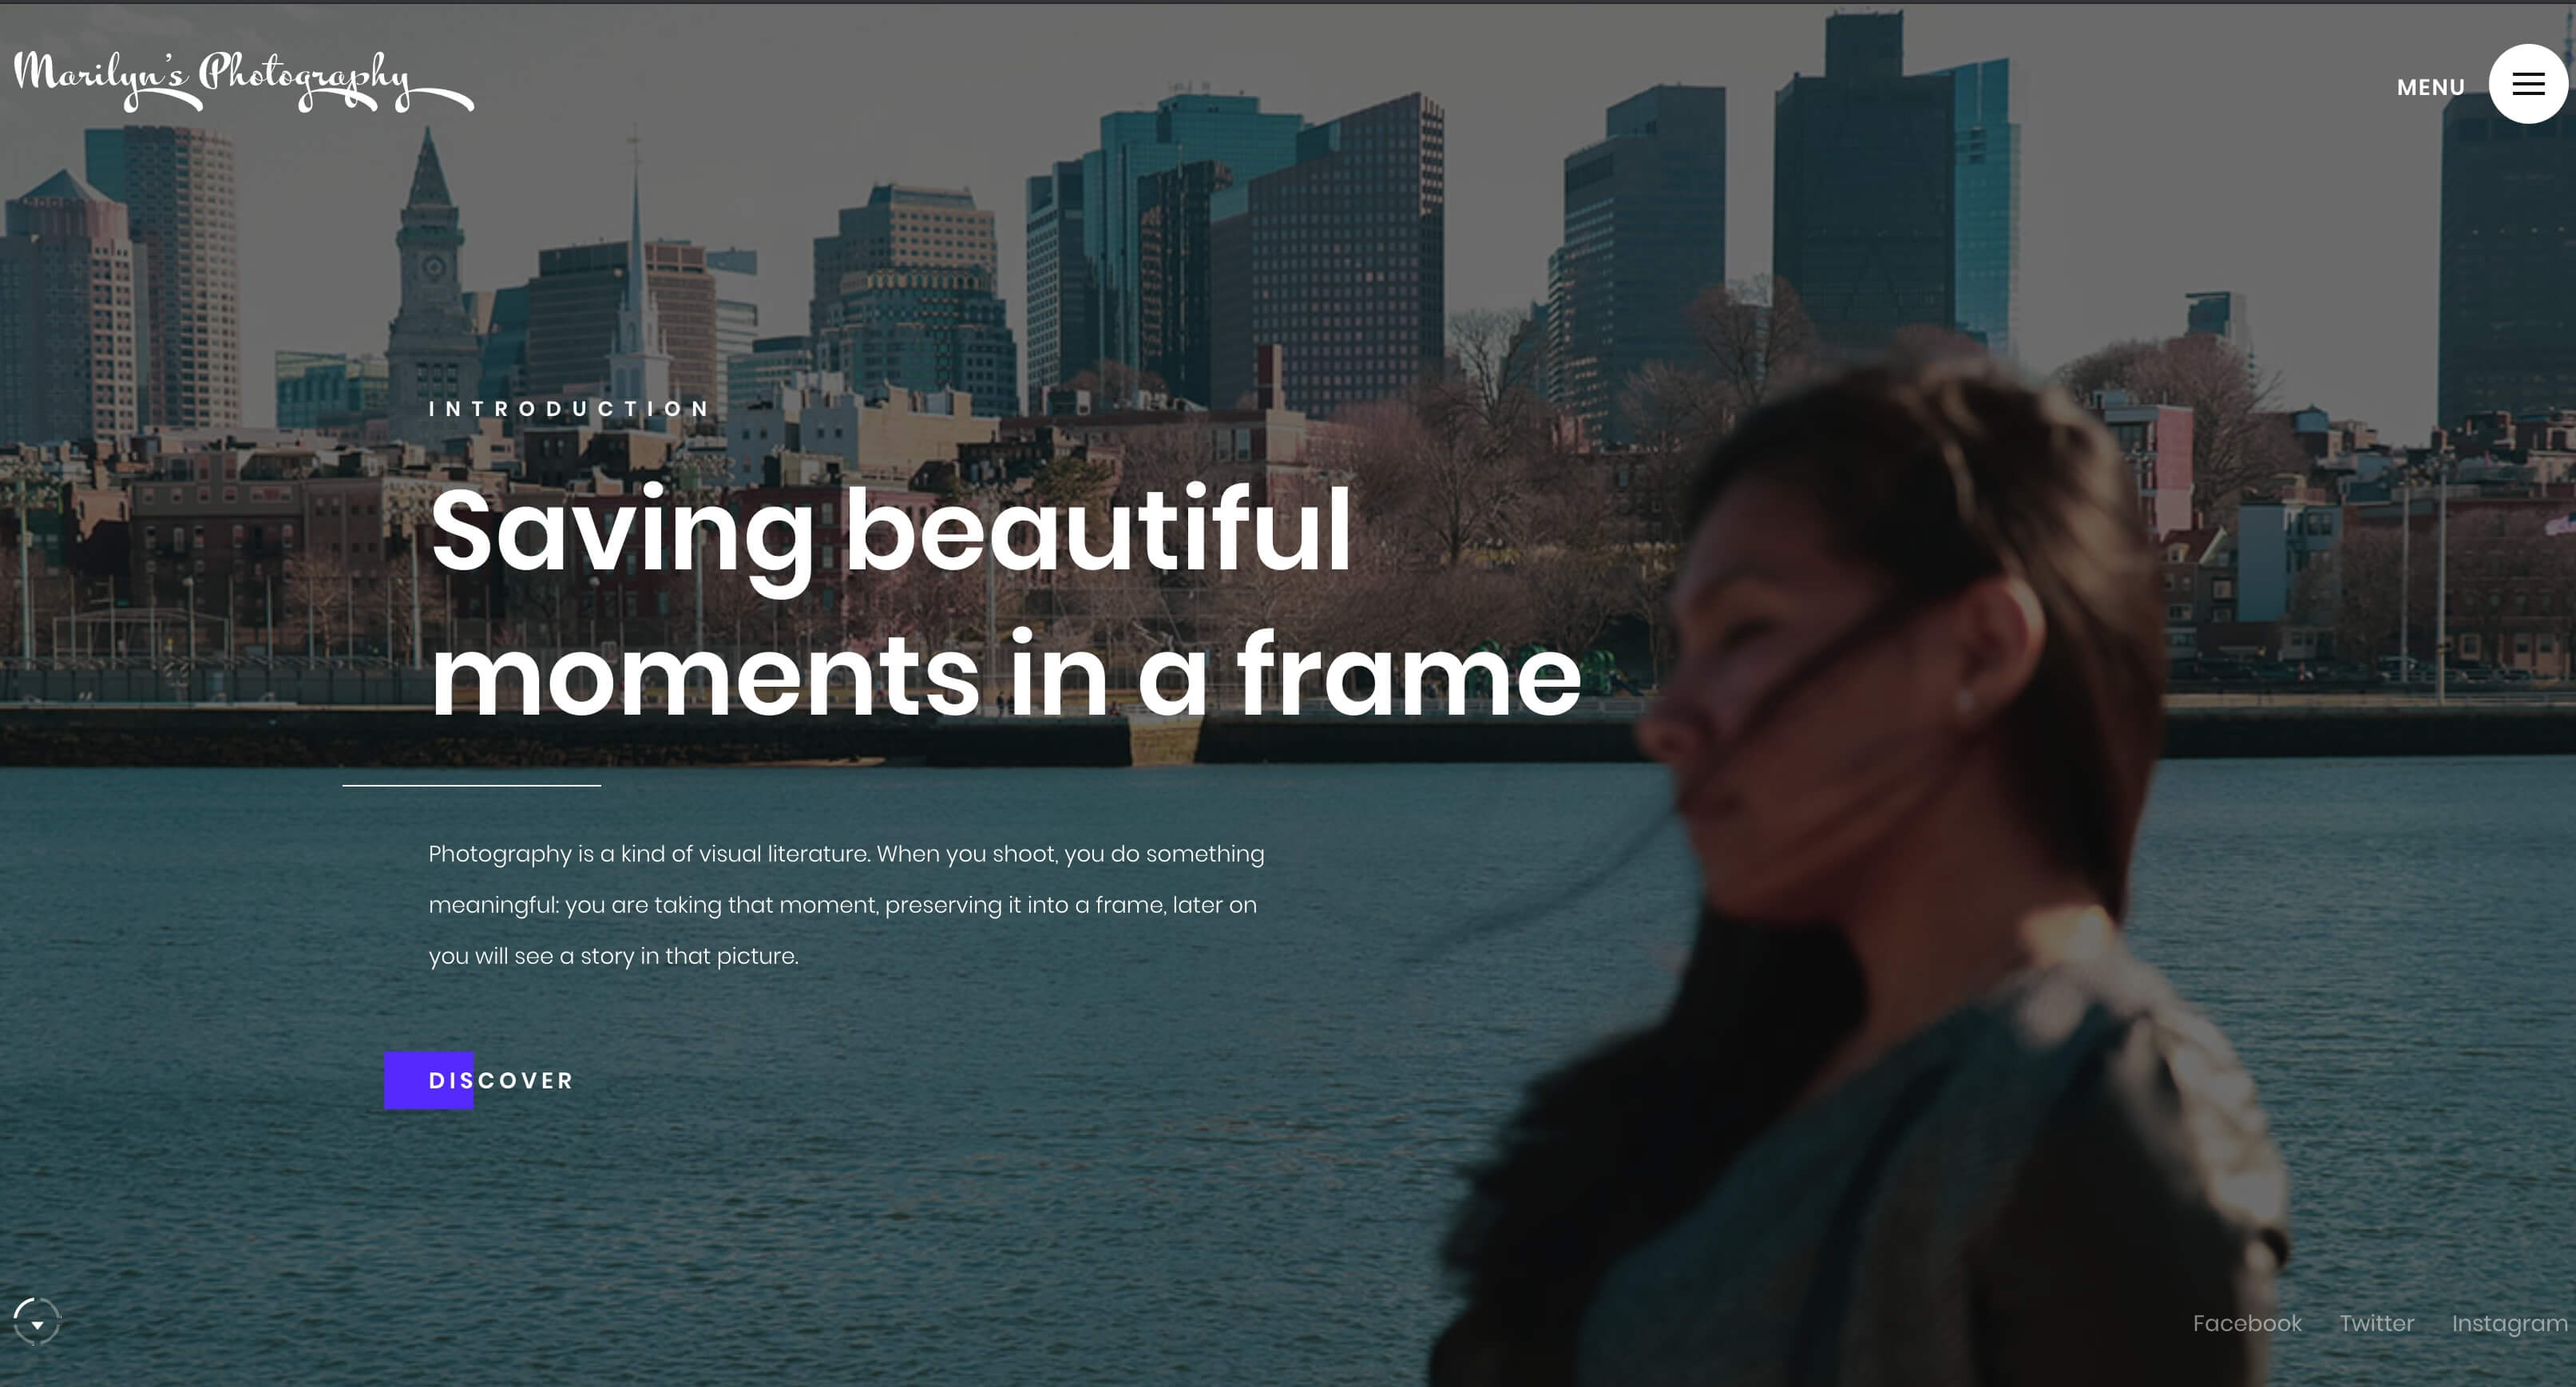 Marilyn's Photography
MENU
INTRODUCTION
Saving beautiful
moments in a frame
Photography is a kind of visual literature. When you shoot, you do something
meaningful: you are taking that moment, preserving it into a frame, later on
you will see a story in that picture.
DISCOVER
Facebook Twitter Instagram